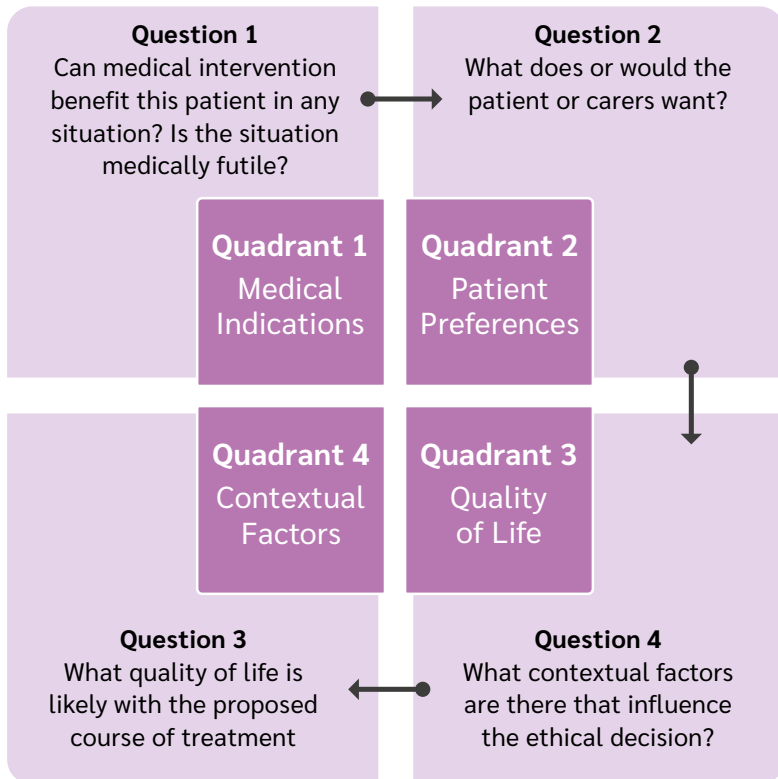 Question 1
Can medical intervention
benefit this patient in any
situation? Is the situation
medically futile?
Question 2
What does or would the
patient or carers want?
Quadrant 1
Medical
Indications
Quadrant 2
Patient
Preferences
Quadrant 4
Contextual
Factors
Quadrant 3
Quality
of Life
Question 3
What quality of life is
likely with the proposed
course of treatment
Question 4
What contextual factors
are there that influence
the ethical decision?